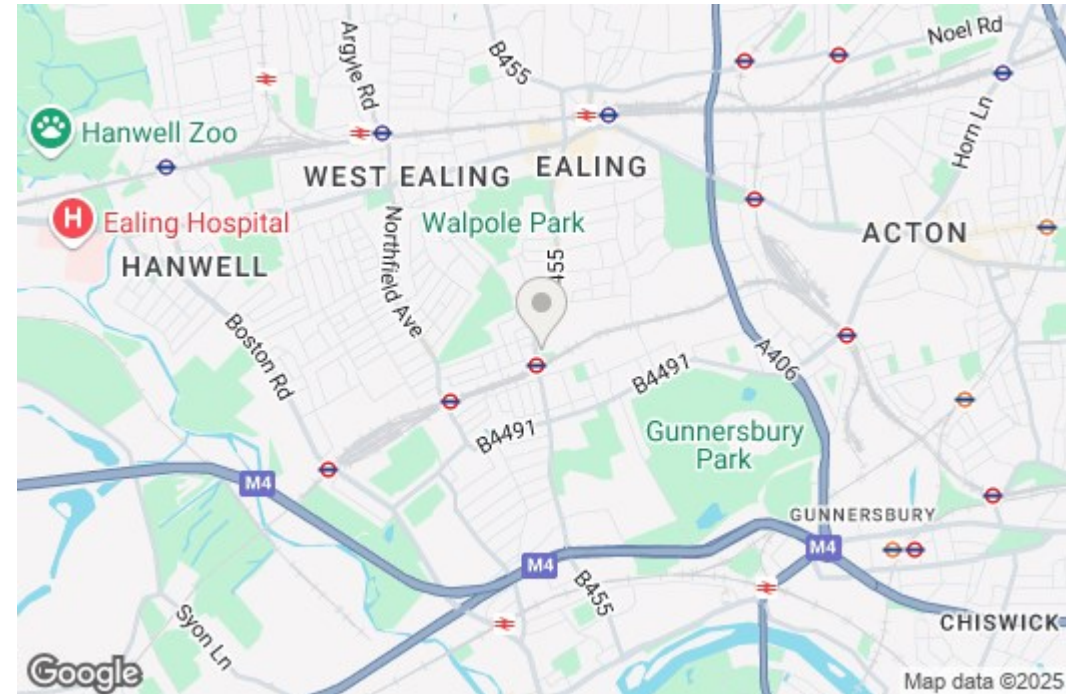 Noel Rd
Argyle Rd
B455
Hanwell Zoo
Horn Ln
WEST EALING
EALING
H
Ealing Hospital
Walpole Park
ACTON
HANWELL
Northfield Ave
455
Boston Rd
A406
B4491
B4491
Gunnersbury
Park
M4
GUNNERSBURY
M4
M4
B455
Syon Ln
CHISWICK
Google
Map data ©2025